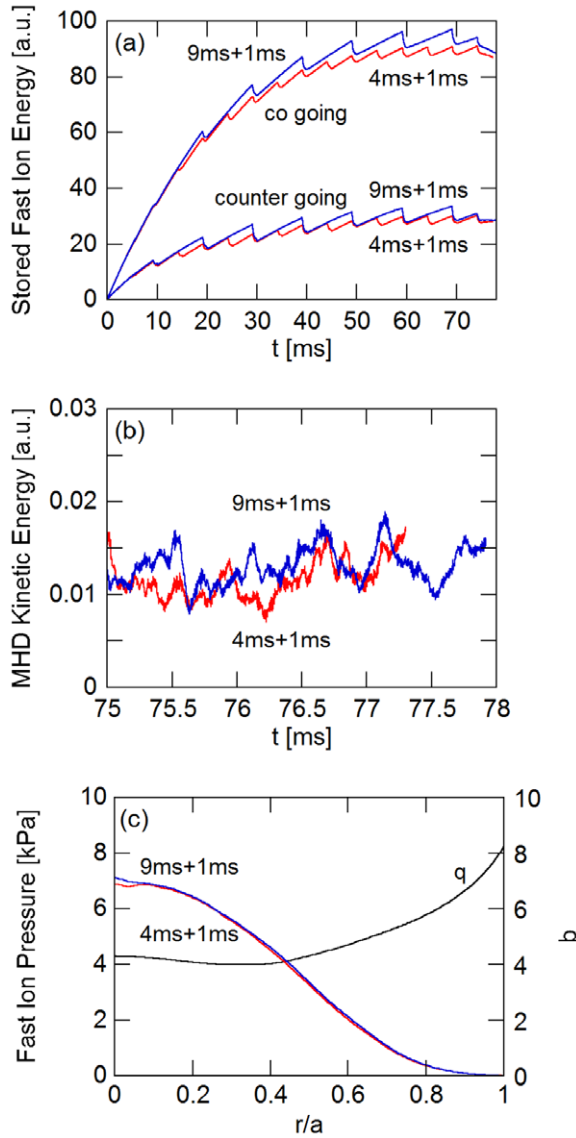 (a)
Stored Fast Ion Energy [a.u.]
100
80
60
40
20
0
9ms+1ms
4ms+1ms
co going
counter going
9ms+1ms
4ms+1ms
0 10 20 30 40 50 60 70
t [ms]
(b)
MHD Kinetic Energy [a.u.]
0.03
0.02
0.01
0
9ms+1ms
4ms+1ms
75 75.5 76 76.5 77 77.5 78
t [ms]
(c)
Fast Ion Pressure [kPa]
10
8
6
4
2
0
9ms+1ms
4ms+1ms
q
10
8
6
4
2
0
q
0 0.2 0.4 0.6 0.8 1
r/a